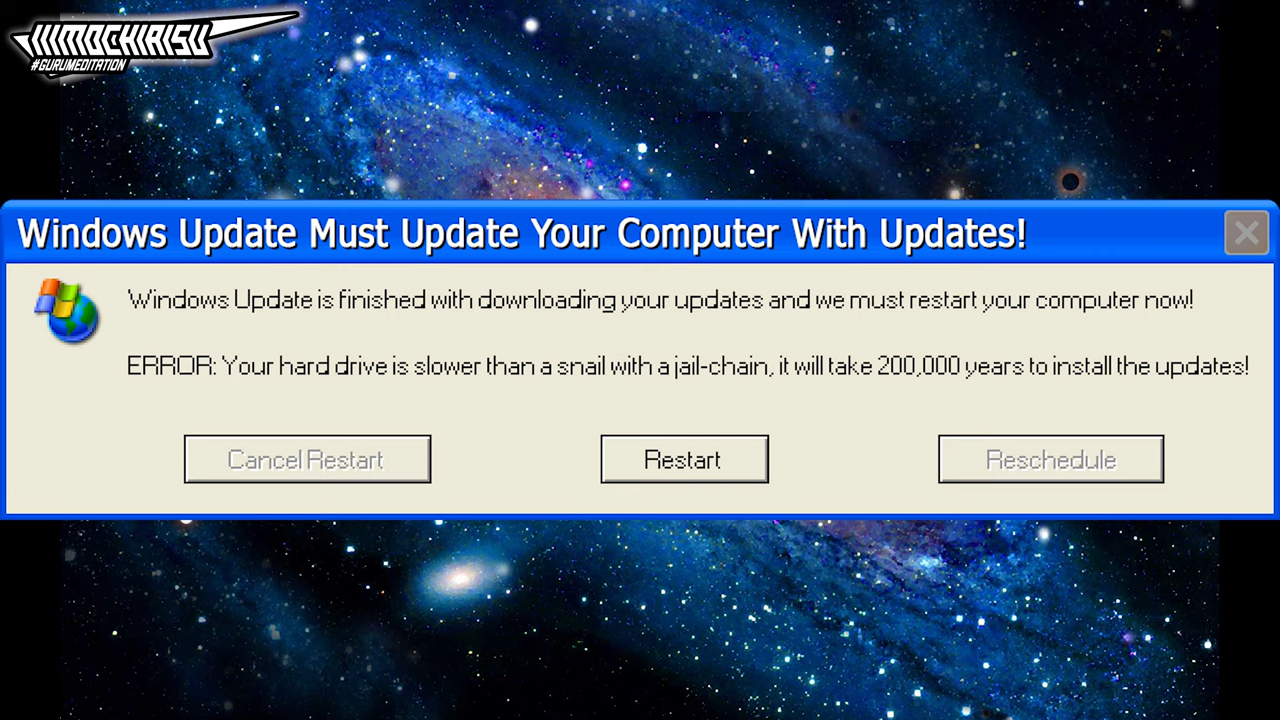 IIIMOCHIRISU
#GURUMEDITATION
Windows Update Must Update Your Computer With Updates!
Windows Update is finished with downloading your updates and we must restart your computer now!
ERROR: Your hard drive is slower than a snail with a jail-chain, it will take 200,000 years to install the updates!
Cancel Restart
Restart
Reschedule